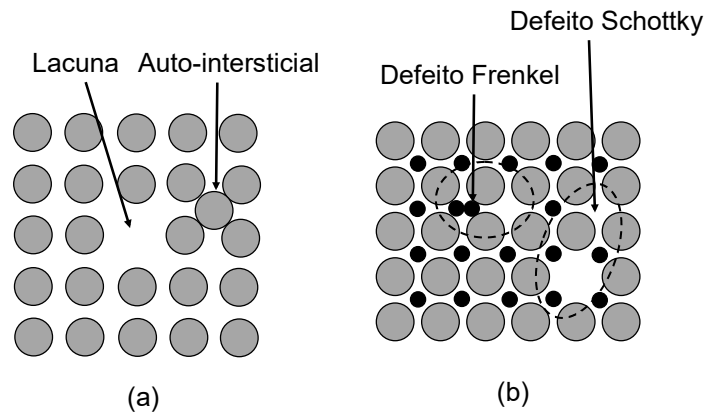 Defeito Schottky
Lacuna Auto-intersticial
Defeito Frenkel
(a)
(b)